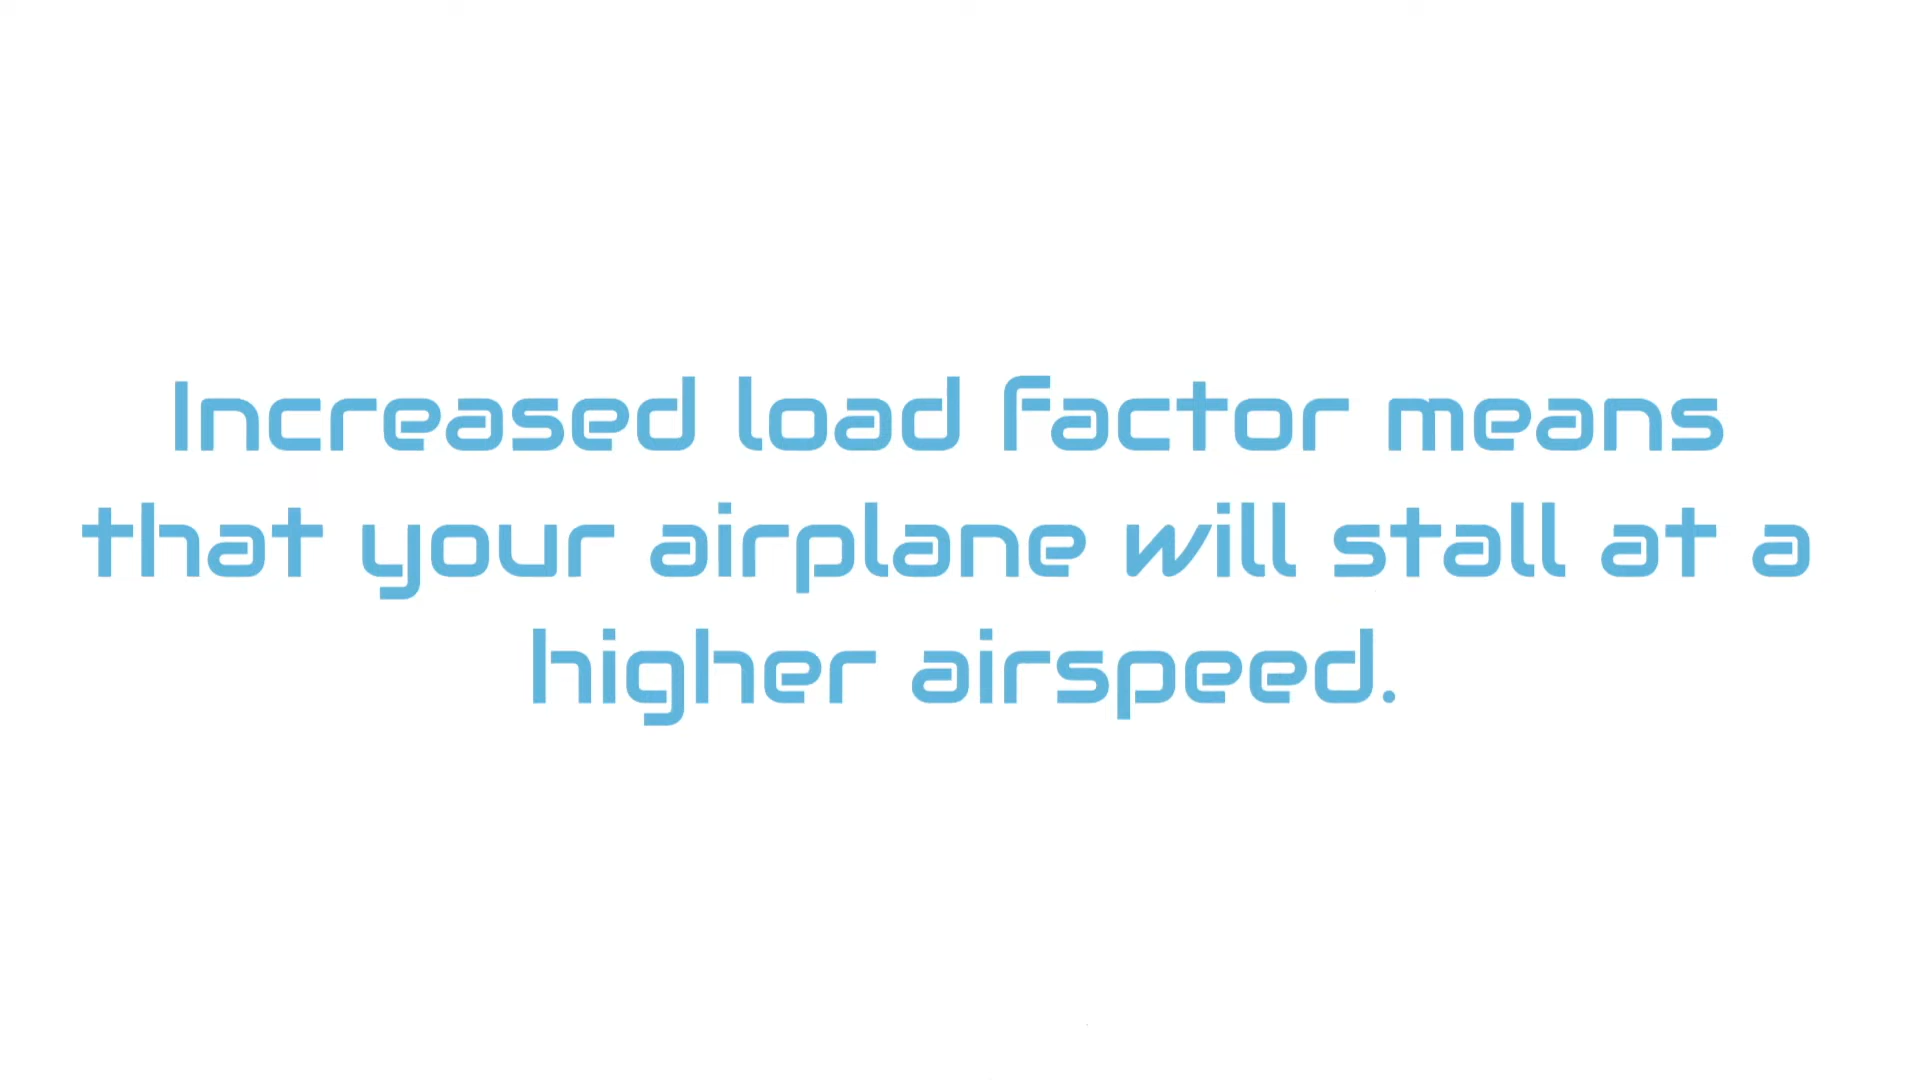 Increased load factor means
that your airplane will stall at a
higher airspeed.